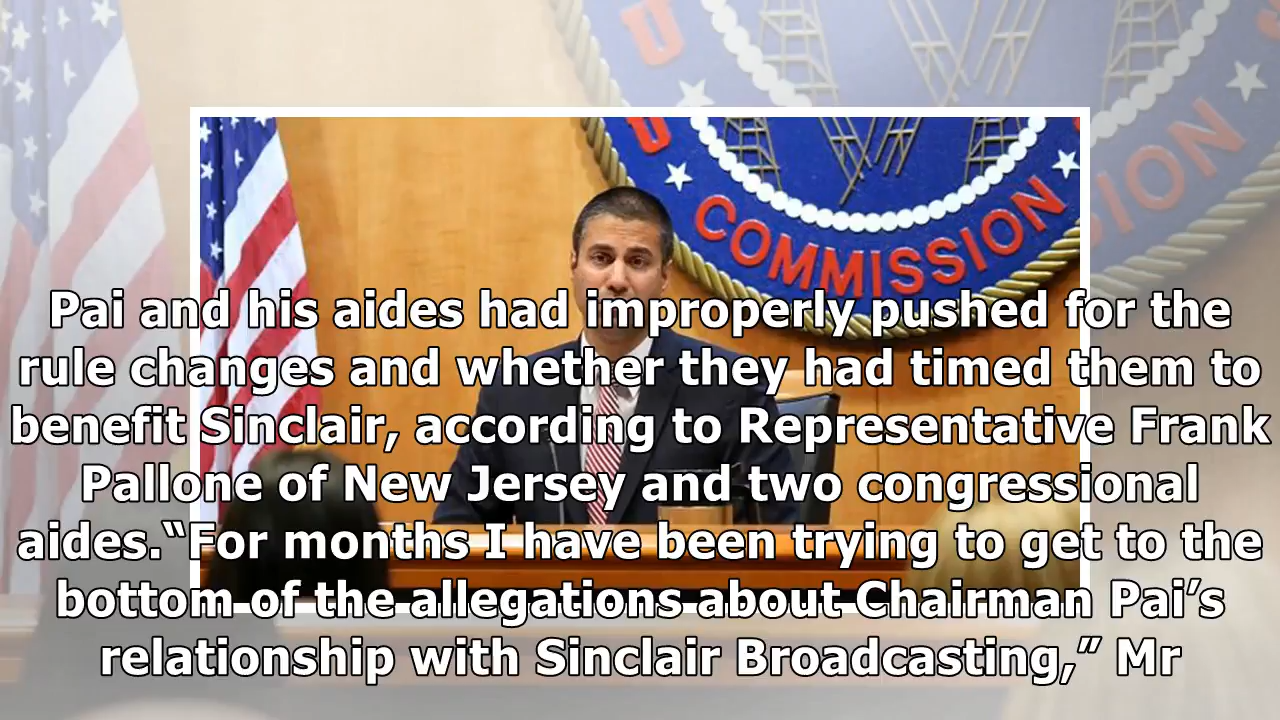 U
COMMISSION
U
SION
Pai and his aides had improperly pushed for the
rule changes and whether they had timed them to
benefit Sinclair, according to Representative Frank
Pallone of New Jersey and two congressional
aides.“For months I have been trying to get to the
bottom of the allegations about Chairman Pai’s
relationship with Sinclair Broadcasting,” Mr